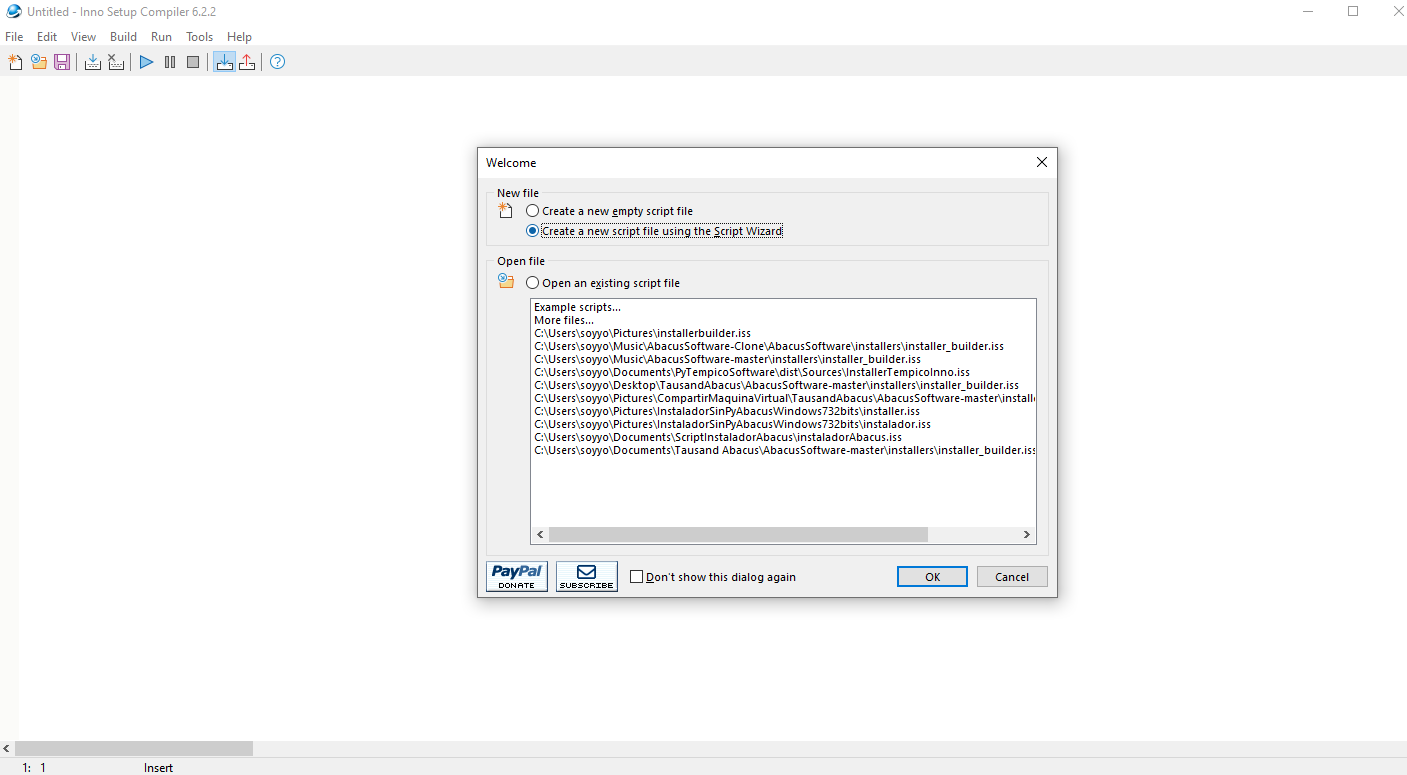 Untitled - Inno Setup Compiler 6.2.2
File Edit View Build Run Tools Help
Welcome
New file
Create a new empty script file
Create a new script file using the Script Wizard
Open file
Open an existing script file
Example scripts...
More files...
C:\Users\soyyo\Pictures\installerbuilder.iss
C:\Users\soyyo\Music\AbacusSoftware-Clone\AbacusSoftware\installers\installer_builder.iss
C:\Users\soyyo\Music\AbacusSoftware-master\installers\installer_builder.iss
C:\Users\soyyo\Documents\PyTempicoSoftware\dist\Sources\InstallerTempicoInno.iss
C:\Users\soyyo\Desktop\TausandAbacus\AbacusSoftware-master\installers\installer_builder.iss
C:\Users\soyyo\Pictures\CompartirMaquinaVirtual\TausandAbacus\AbacusSoftware-master\installe
C:\Users\soyyo\Pictures\InstaladorSinPyAbacusWindows732bits\installer.iss
C:\Users\soyyo\Pictures\InstaladorSinPyAbacusWindows732bits\instalador.iss
C:\Users\soyyo\Documents\ScriptInstaladorAbacus\instaladorAbacus.iss
C:\Users\soyyo\Documents\Tausand Abacus\AbacusSoftware-master\installers\installer_builder.iss
PayPal
DONATE
SUBSCRIBE
Don't show this dialog again
OK
Cancel
1: 1
Insert